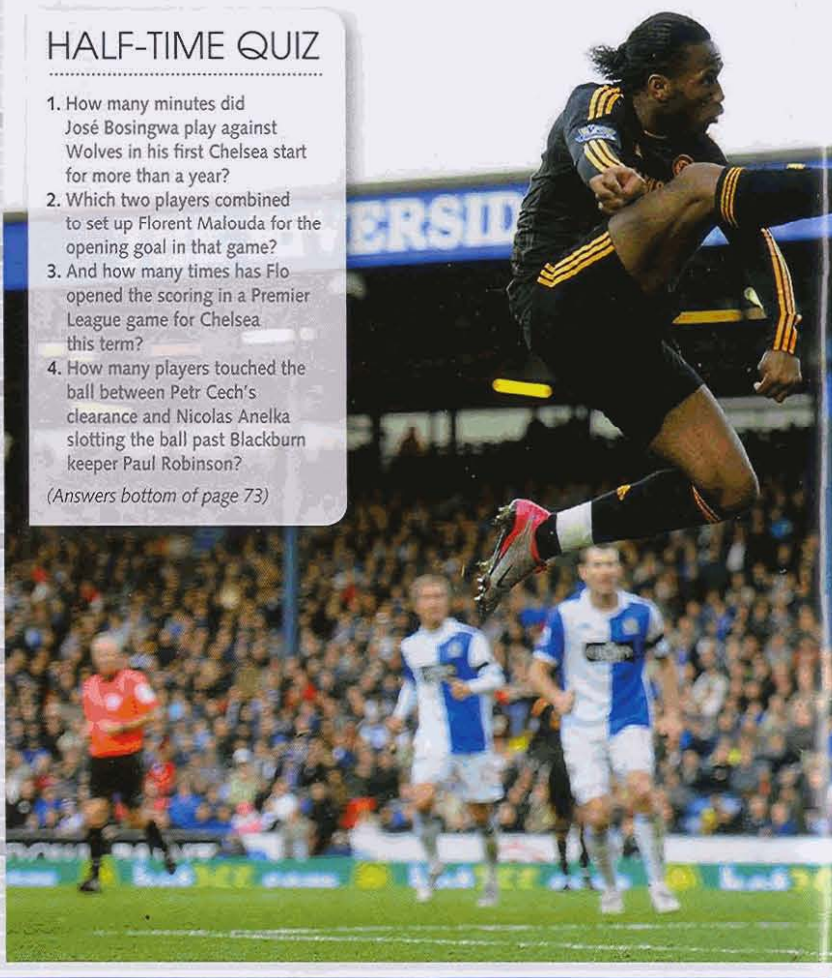 HALF-TIME QUIZ
1. How many minutes did
José Bosingwa play against
Wolves in his first Chelsea start
for more than a year?
2. Which two players combined
to set up Florent Malouda for the
opening goal in that game?
3. And how many times has Flo
opened the scoring in a Premier
League game for Chelsea
this term?
4. How many players touched the
ball between Petr Cech's
clearance and Nicolas Anelka
slotting the ball past Blackburn
keeper Paul Robinson?
(Answers bottom of page 73)
VERSID